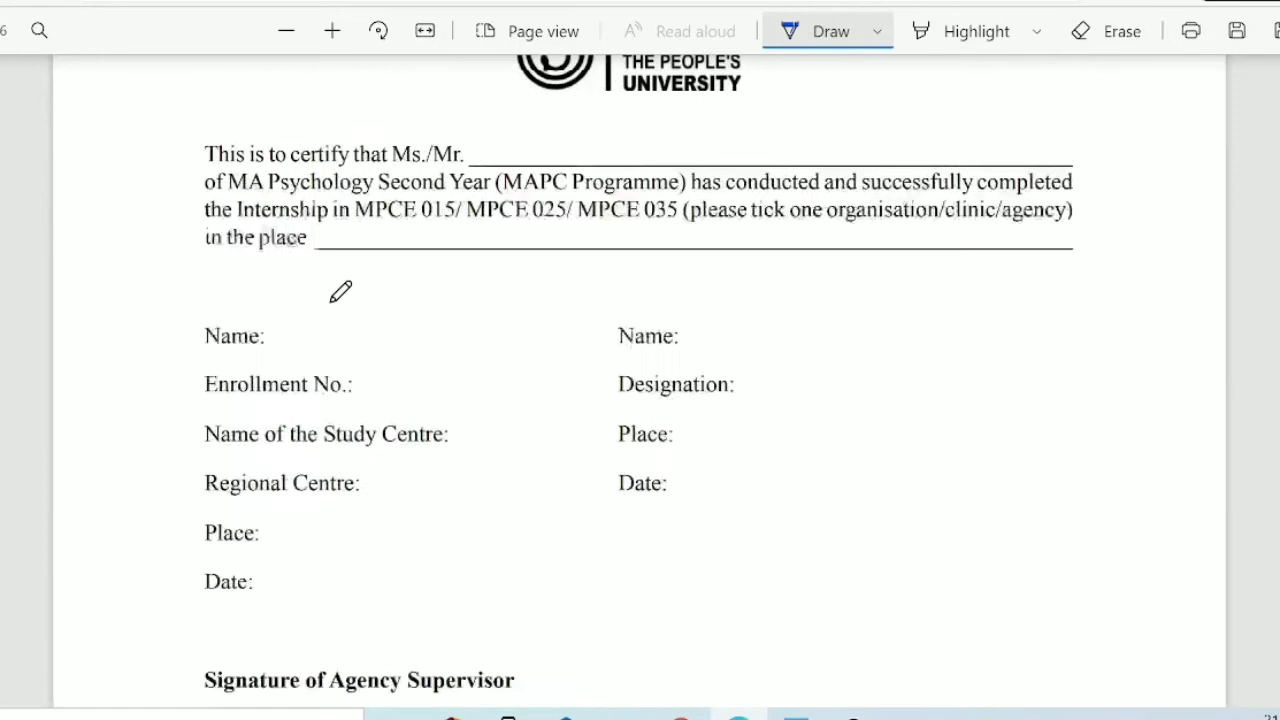 6
Page view
Read aloud
Draw
Highlight
Erase
THE PEOPLE'S
UNIVERSITY
This is to certify that Ms./Mr.
of MA Psychology Second Year (MAPC Programme) has conducted and successfully completed
the Internship in MPCE 015/ MPCE 025/ MPCE 035 (please tick one organisation/clinic/agency)
in the place
Name:
Enrollment No.:
Name of the Study Centre:
Regional Centre:
Place:
Date:
Name:
Designation:
Place:
Date:
Signature of Agency Supervisor